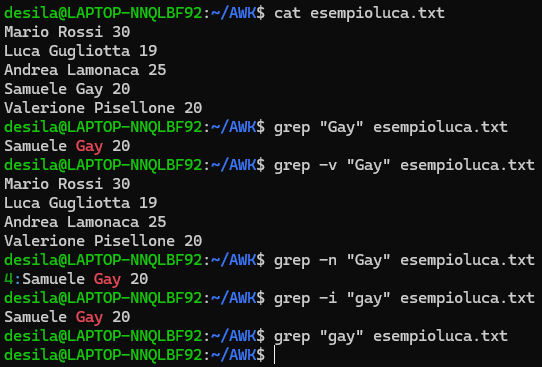 desila@LAPTOP-NNQLBF92:~/AWK$ cat esempioluca.txt
Mario Rossi 30
Luca Gugliotta 19
Andrea Lamonaca 25
Samuele Gay 20
Valerione Pisellone 20
desila@LAPTOP-NNQLBF92:~/AWK$ grep "Gay" esempioluca.txt
Samuele Gay 20
desila@LAPTOP-NNQLBF92:~/AWK$ grep -v "Gay" esempioluca.txt
Mario Rossi 30
Luca Gugliotta 19
Andrea Lamonaca 25
Valerione Pisellone 20
desila@LAPTOP-NNQLBF92:~/AWK$ grep -n "Gay" esempioluca.txt
4:Samuele Gay 20
desila@LAPTOP-NNQLBF92:~/AWK$ grep -i "gay" esempioluca.txt
Samuele Gay 20
desila@LAPTOP-NNQLBF92:~/AWK$ grep "gay" esempioluca.txt
desila@LAPTOP-NNQLBF92:~/AWK$